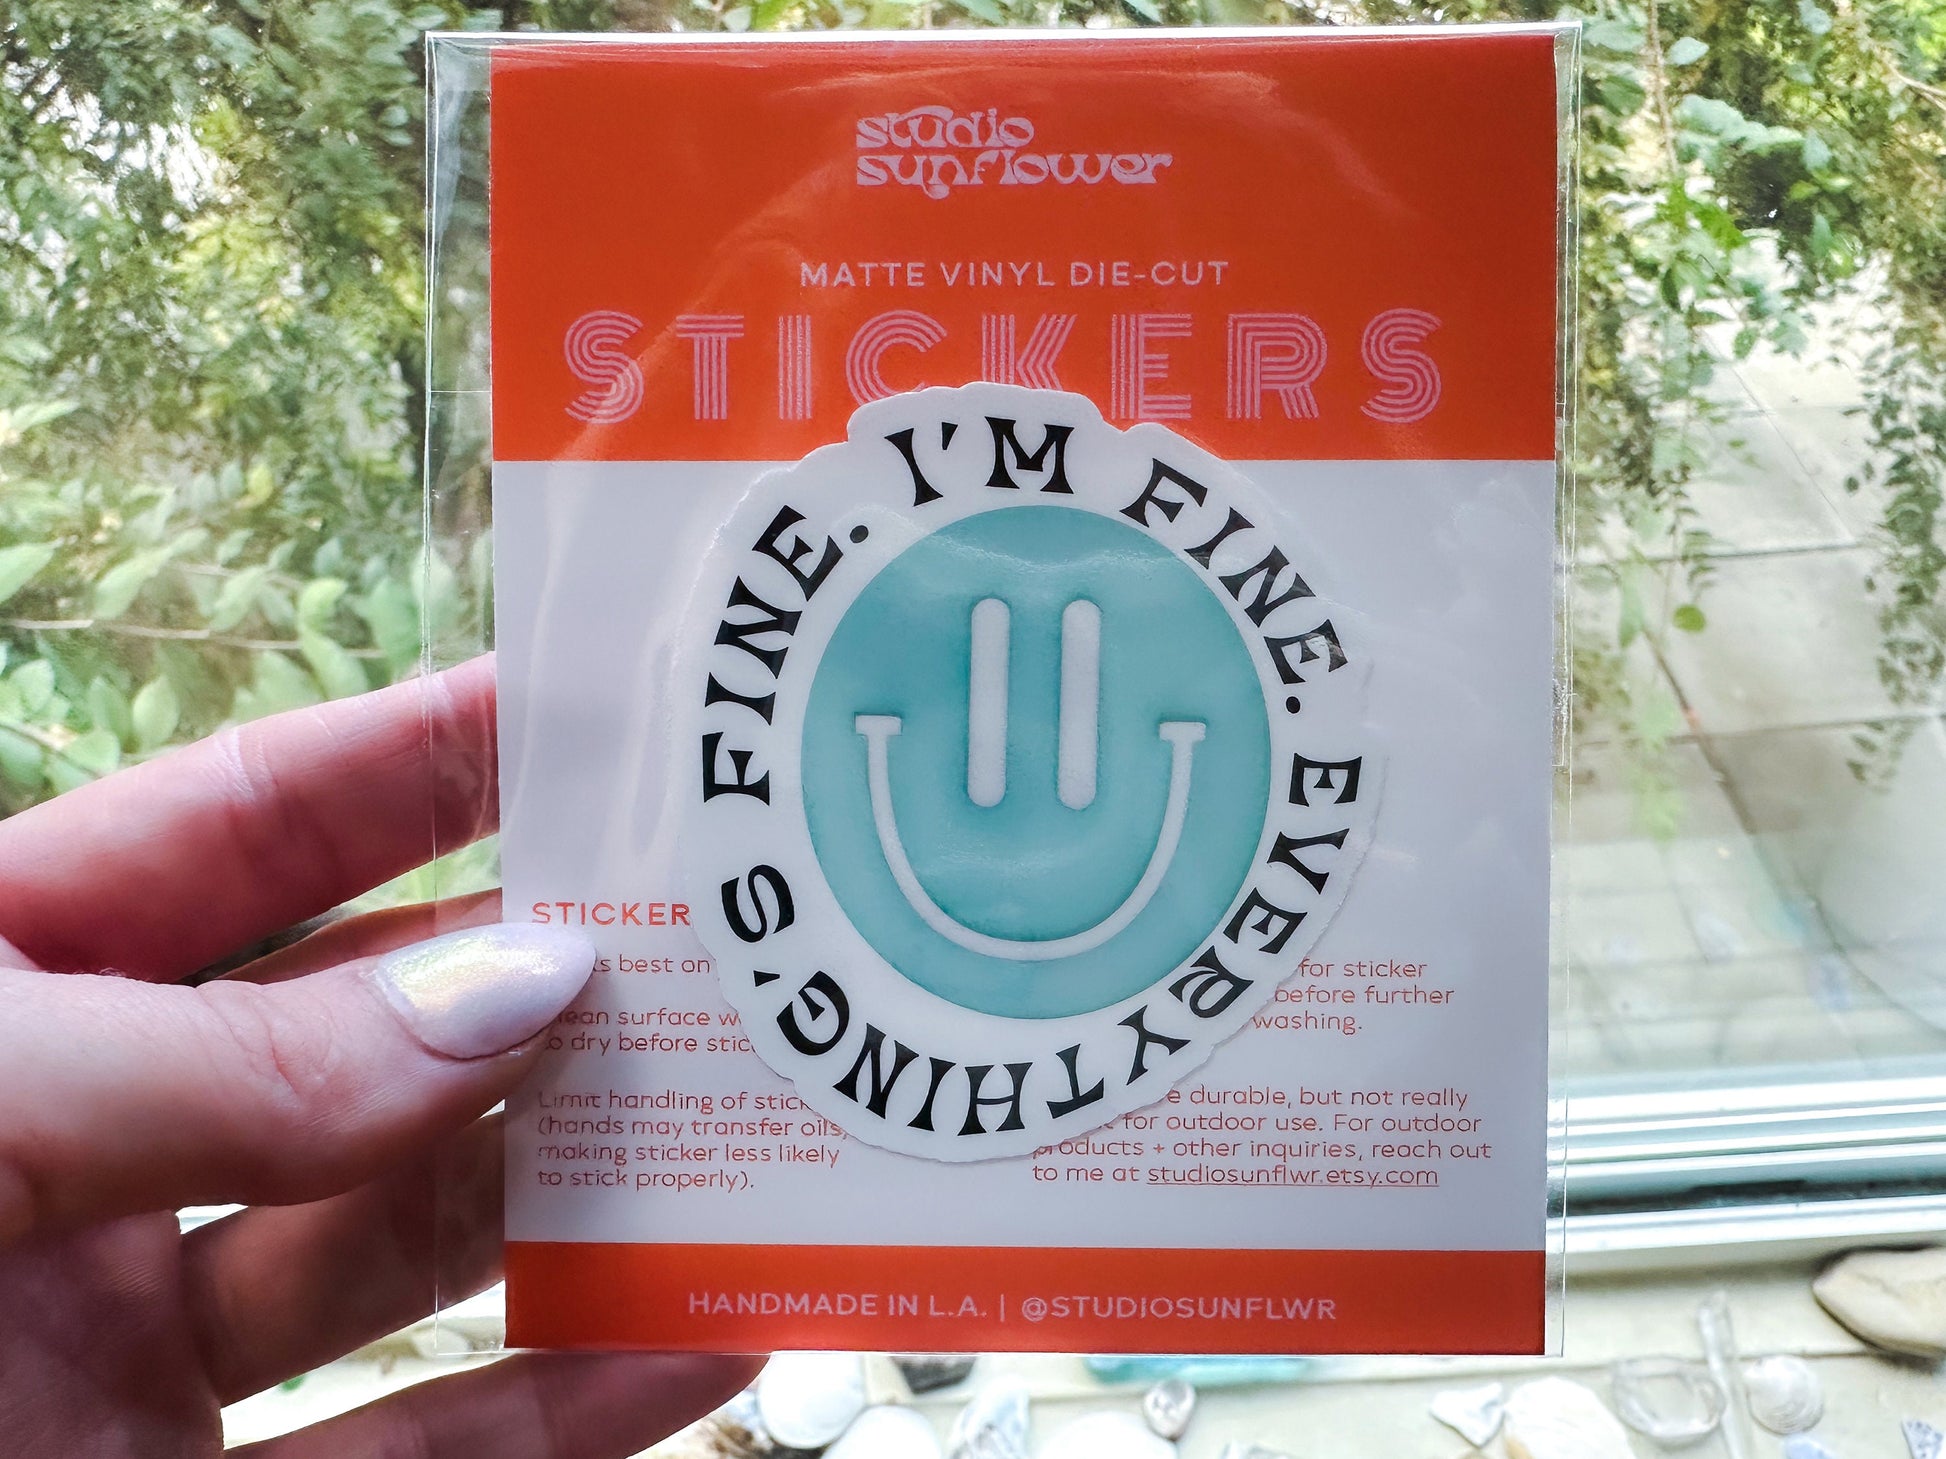 studio
sunflower
MATTE VINYL DIE-CUT
STICKERS
I'M FINE. EVERYTHING'S FINE.
STICKER
best on
surface
dry before
Limit handling of
(hands may transfer oils,
making sticker less likely
to stick properly).
for sticker
before further
washing.
durable, but not really
for outdoor use. For outdoor
products + other inquiries, reach out
to me at studiosunflwr.etsy.com
HANDMADE IN L.A. | @STUDIOSUNFLWR